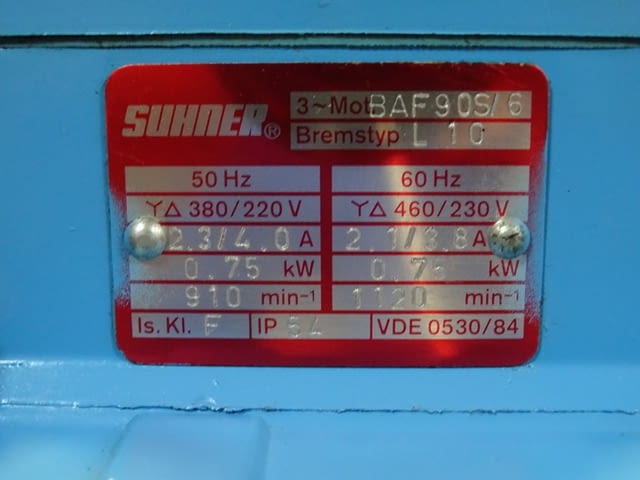 SUHNER®
3~Mot. BAF90S/6
Bremstyp L 10
50 Hz
60 Hz
YΔ 380/220 V
YΔ 460/230 V
2.3/4.0 A
2.1/3.8 A
0.75 kW
0.75 kW
910 min-1
1120 min-1
Is. Kl. F IP 54 VDE 0530/84